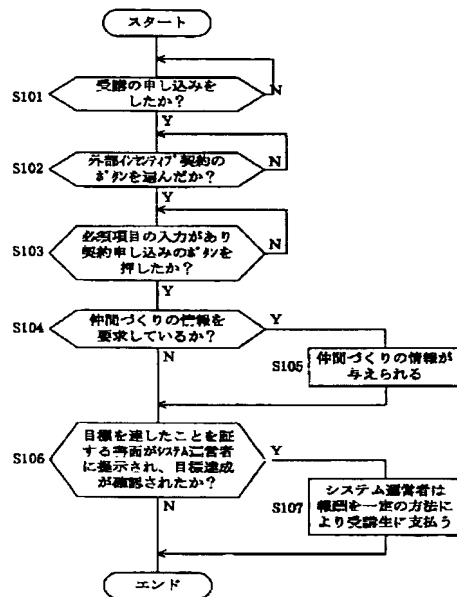 スタート
受講の申し込みを
したか？
S101
N
Y
外部インセンティブ契約の
ボタンを選んだか？
S102
N
Y
必須項目の入力があり
契約申し込みのボタンを
押したか？
S103
N
Y
仲間づくりの情報を
要求しているか？
S104
Y
N
S105
仲間づくりの情報が
与えられる
目標を達したことを証
する書面がシステム運営者
に提示され、目標達成
が確認されたか？
S106
Y
N
S107
システム運営者は
報酬を一定の方法に
より受講生に支払う
エンド